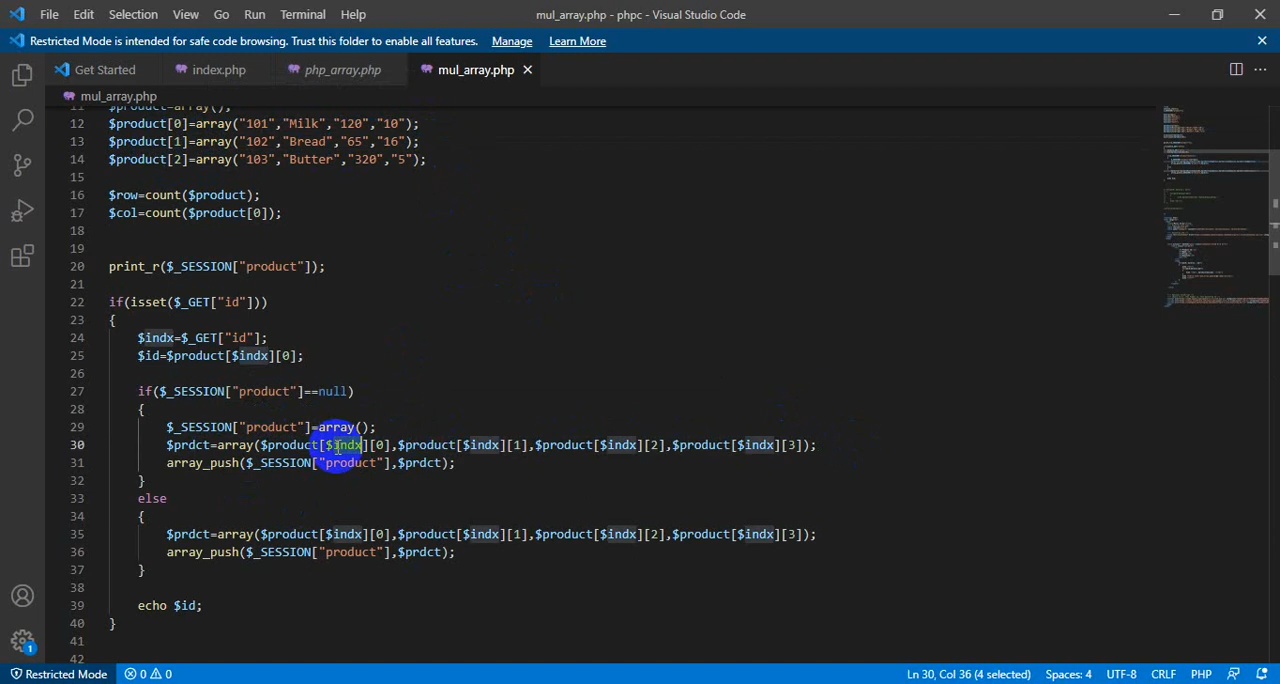 File Edit Selection View Go Run Terminal Help mul_array.php - phpc - Visual Studio Code
Restricted Mode is intended for safe code browsing. Trust this folder to enable all features. Manage Learn More
Get Started index.php php_array.php mul_array.php
mul_array.php
11 $product=array();
12 $product[0]=array("101","Milk","120","10");
13 $product[1]=array("102","Bread","65","16");
14 $product[2]=array("103","Butter","320","5");
15
16 $row=count($product);
17 $col=count($product[0]);
18
19
20 print_r($_SESSION["product"]);
21
22 if(isset($_GET["id"]))
23 {
24 $indx=$_GET["id"];
25 $id=$product[$indx][0];
26
27 if($_SESSION["product"]==null)
28 {
29 $_SESSION["product"]=array();
30 $prdct=array($product[$indx][0],$product[$indx][1],$product[$indx][2],$product[$indx][3]);
31 array_push($_SESSION["product"],$prdct);
32 }
33 else
34 {
35 $prdct=array($product[$indx][0],$product[$indx][1],$product[$indx][2],$product[$indx][3]);
36 array_push($_SESSION["product"],$prdct);
37 }
38
39 echo $id;
40 }
41
42
1
Restricted Mode 0 0 Ln 30, Col 36 (4 selected) Spaces: 4 UTF-8 CRLF PHP